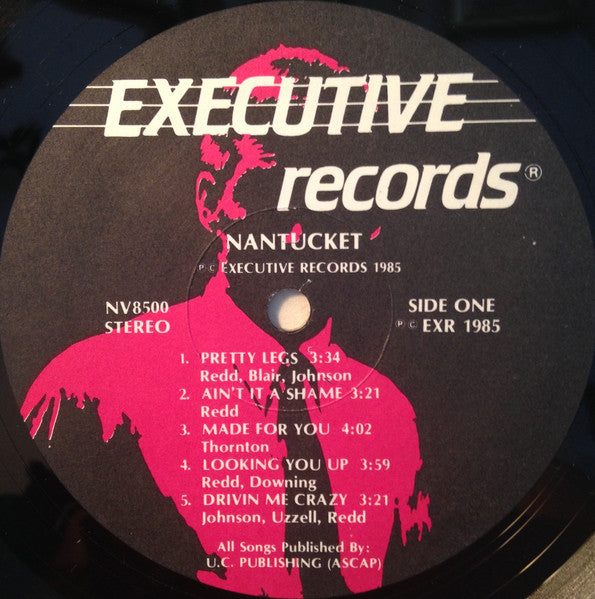 EXECUTIVE
records®
NANTUCKET
℗ © EXECUTIVE RECORDS 1985
NV8500
STEREO
SIDE ONE
℗ © EXR 1985
1. PRETTY LEGS 3:34
Redd, Blair, Johnson
2. AIN'T IT A SHAME 3:21
Redd
3. MADE FOR YOU 4:02
Thornton
4. LOOKING YOU UP 3:59
Redd, Downing
5. DRIVIN ME CRAZY 3:21
Johnson, Uzzell, Redd
All Songs Published By:
U.C. PUBLISHING (ASCAP)